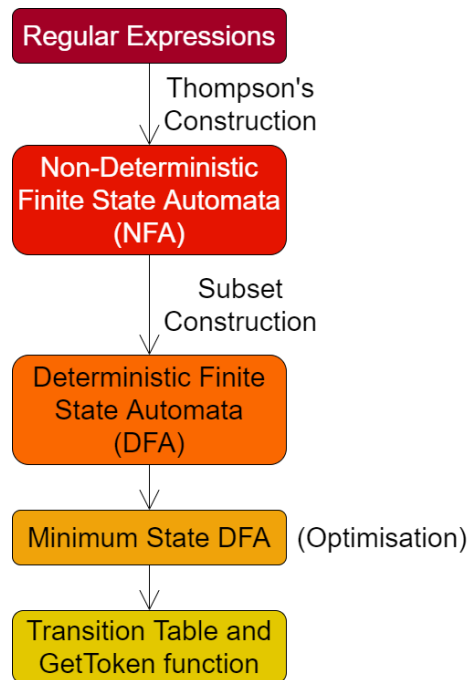 Regular Expressions
Thompson's
Construction
Non-Deterministic
Finite State Automata
(NFA)
Subset
Construction
Deterministic Finite
State Automata
(DFA)
Minimum State DFA (Optimisation)
Transition Table and
GetToken function